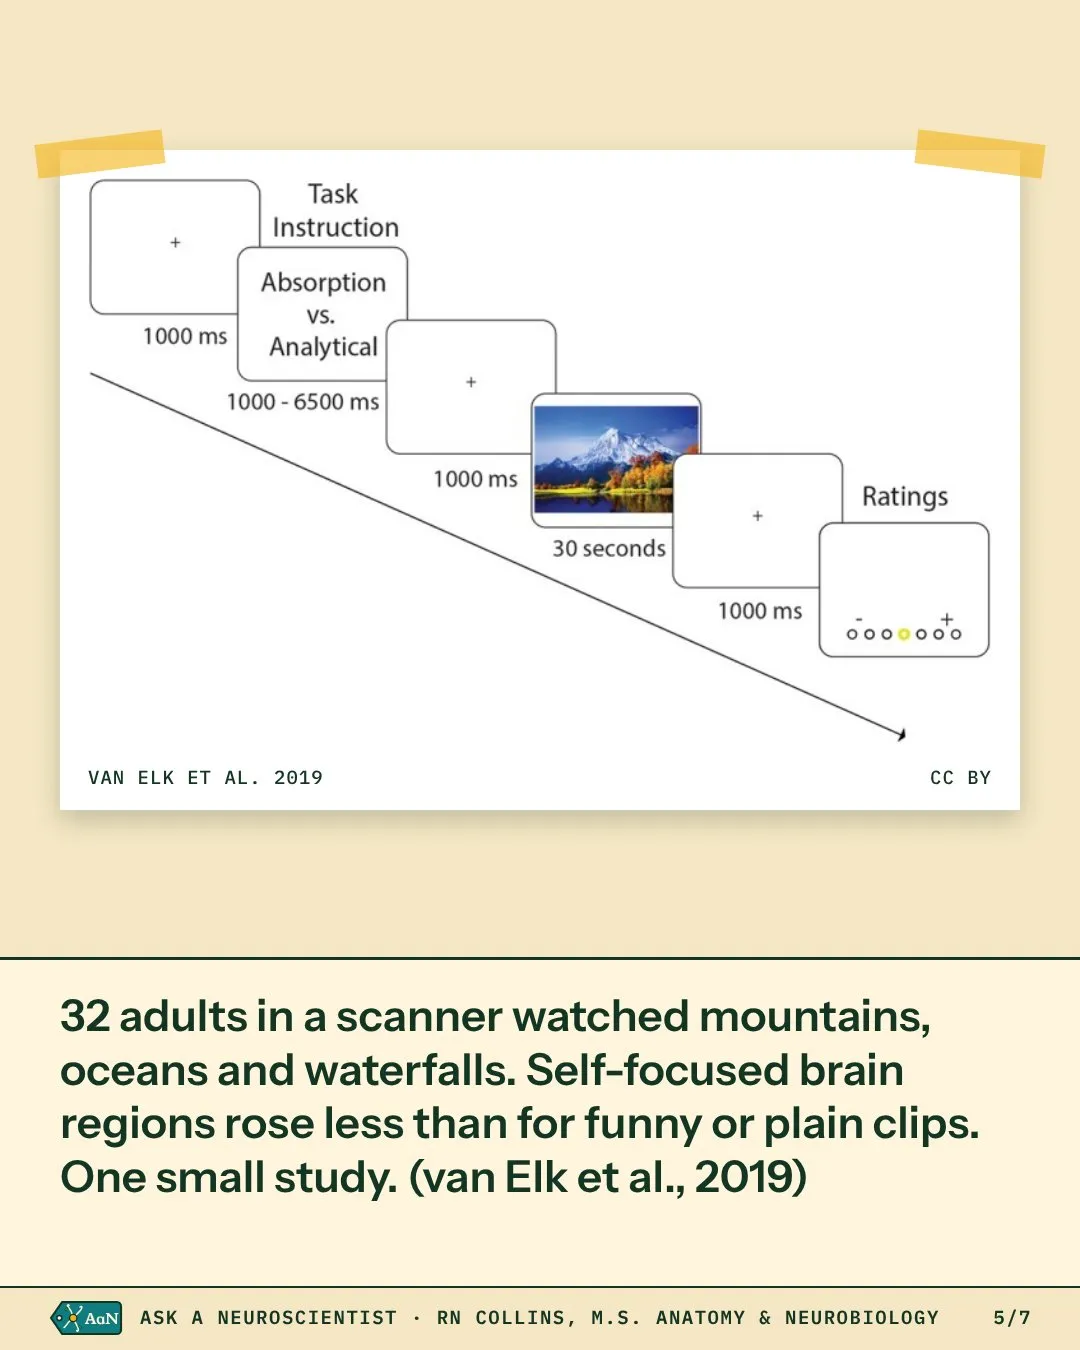 Task
Instruction
+
Absorption
vs.
Analytical
1000 ms
+
1000 - 6500 ms
1000 ms
+
Ratings
30 seconds
1000 ms
- +
VAN ELK ET AL. 2019
CC BY
32 adults in a scanner watched mountains,
oceans and waterfalls. Self-focused brain
regions rose less than for funny or plain clips.
One small study. (van Elk et al., 2019)
AaN
ASK A NEUROSCIENTIST · RN COLLINS, M.S. ANATOMY & NEUROBIOLOGY
5/7